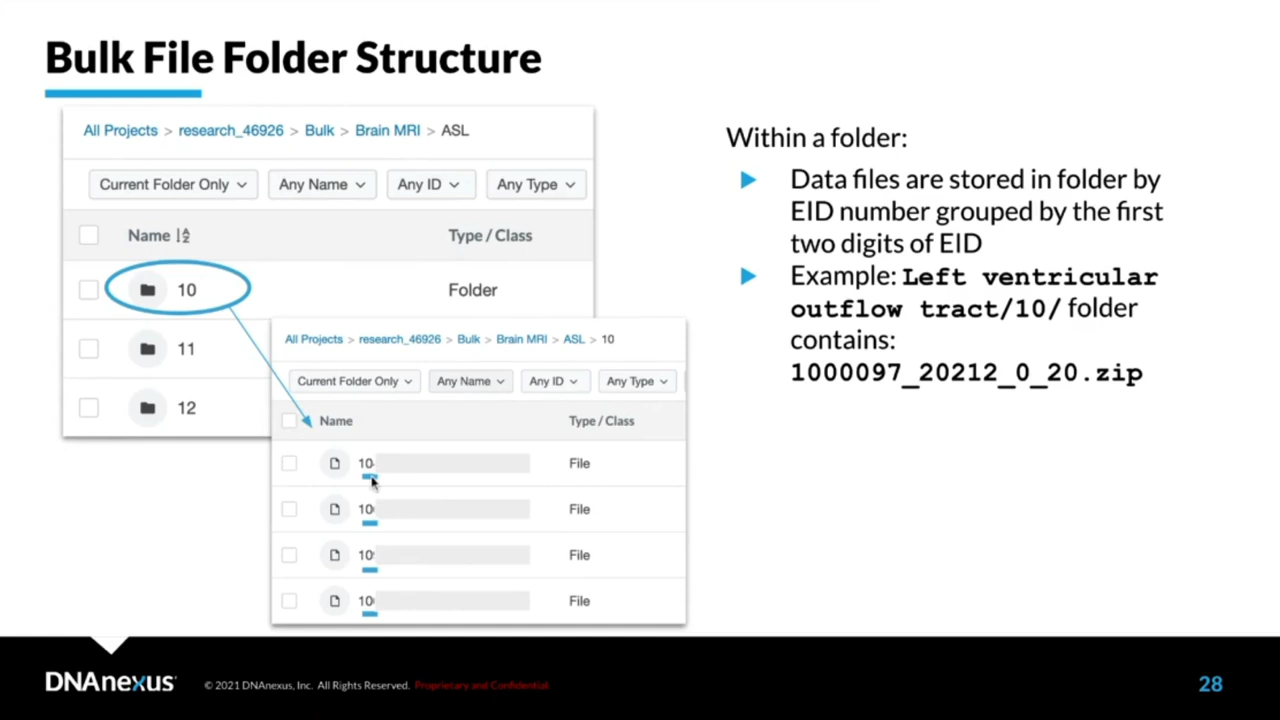 Bulk File Folder Structure
All Projects > research_46926 > Bulk > Brain MRI > ASL
Current Folder Only
Any Name
Any ID
Any Type
Name
Type / Class
10
Folder
11
12
All Projects > research_46926 > Bulk > Brain MRI > ASL > 10
Current Folder Only
Any Name
Any ID
Any Type
Name
Type / Class
10
File
10
File
10
File
10
File
Within a folder:
Data files are stored in folder by
EID number grouped by the first
two digits of EID
Example: Left ventricular
outflow tract/10/ folder
contains:
1000097_20212_0_20.zip
DNAnexus
© 2021 DNAnexus, Inc. All Rights Reserved. Proprietary and Confidential.
28